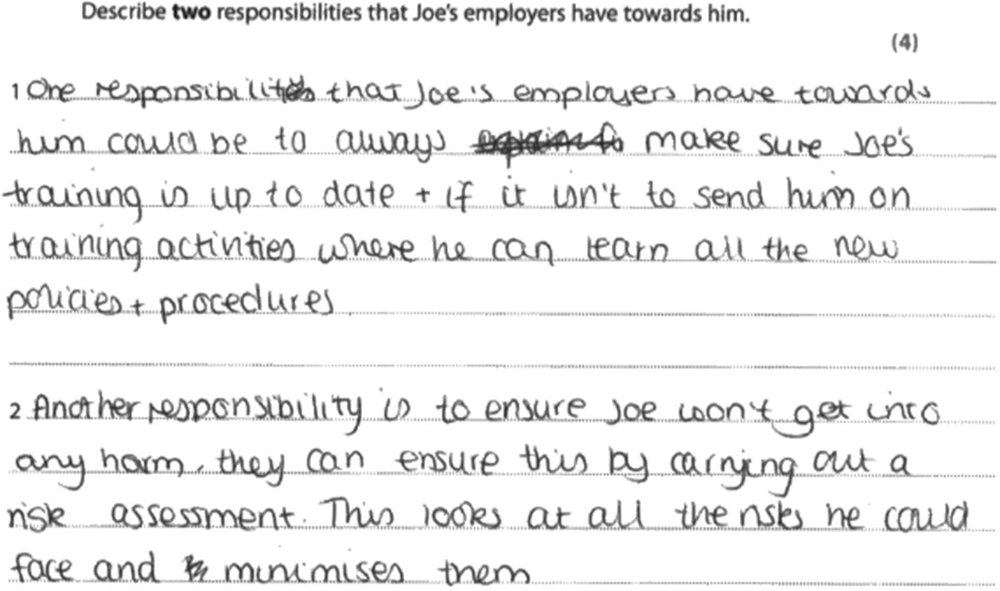 Describe two responsibilities that Joe's employers have towards him.
(4)
1 One responsibilit that Joe's employers have towards
him could be to always make sure Joe's
training is up to date + if it isn't to send him on
training activities where he can learn all the new
policies + procedures
2 Another responsibility is to ensure Joe won't get into
any harm, they can ensure this by carrying out a
risk assessment. This looks at all the risks he could
face and minimises them